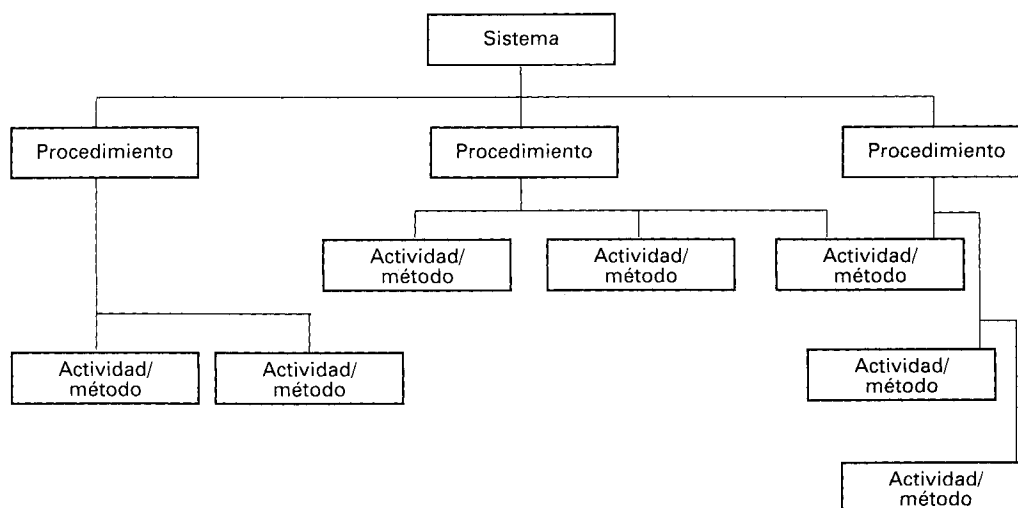 Sistema
Procedimiento
Procedimiento
Procedimiento
Actividad/
método
Actividad/
método
Actividad/
método
Actividad/
método
Actividad/
método
Actividad/
método
Actividad/
método